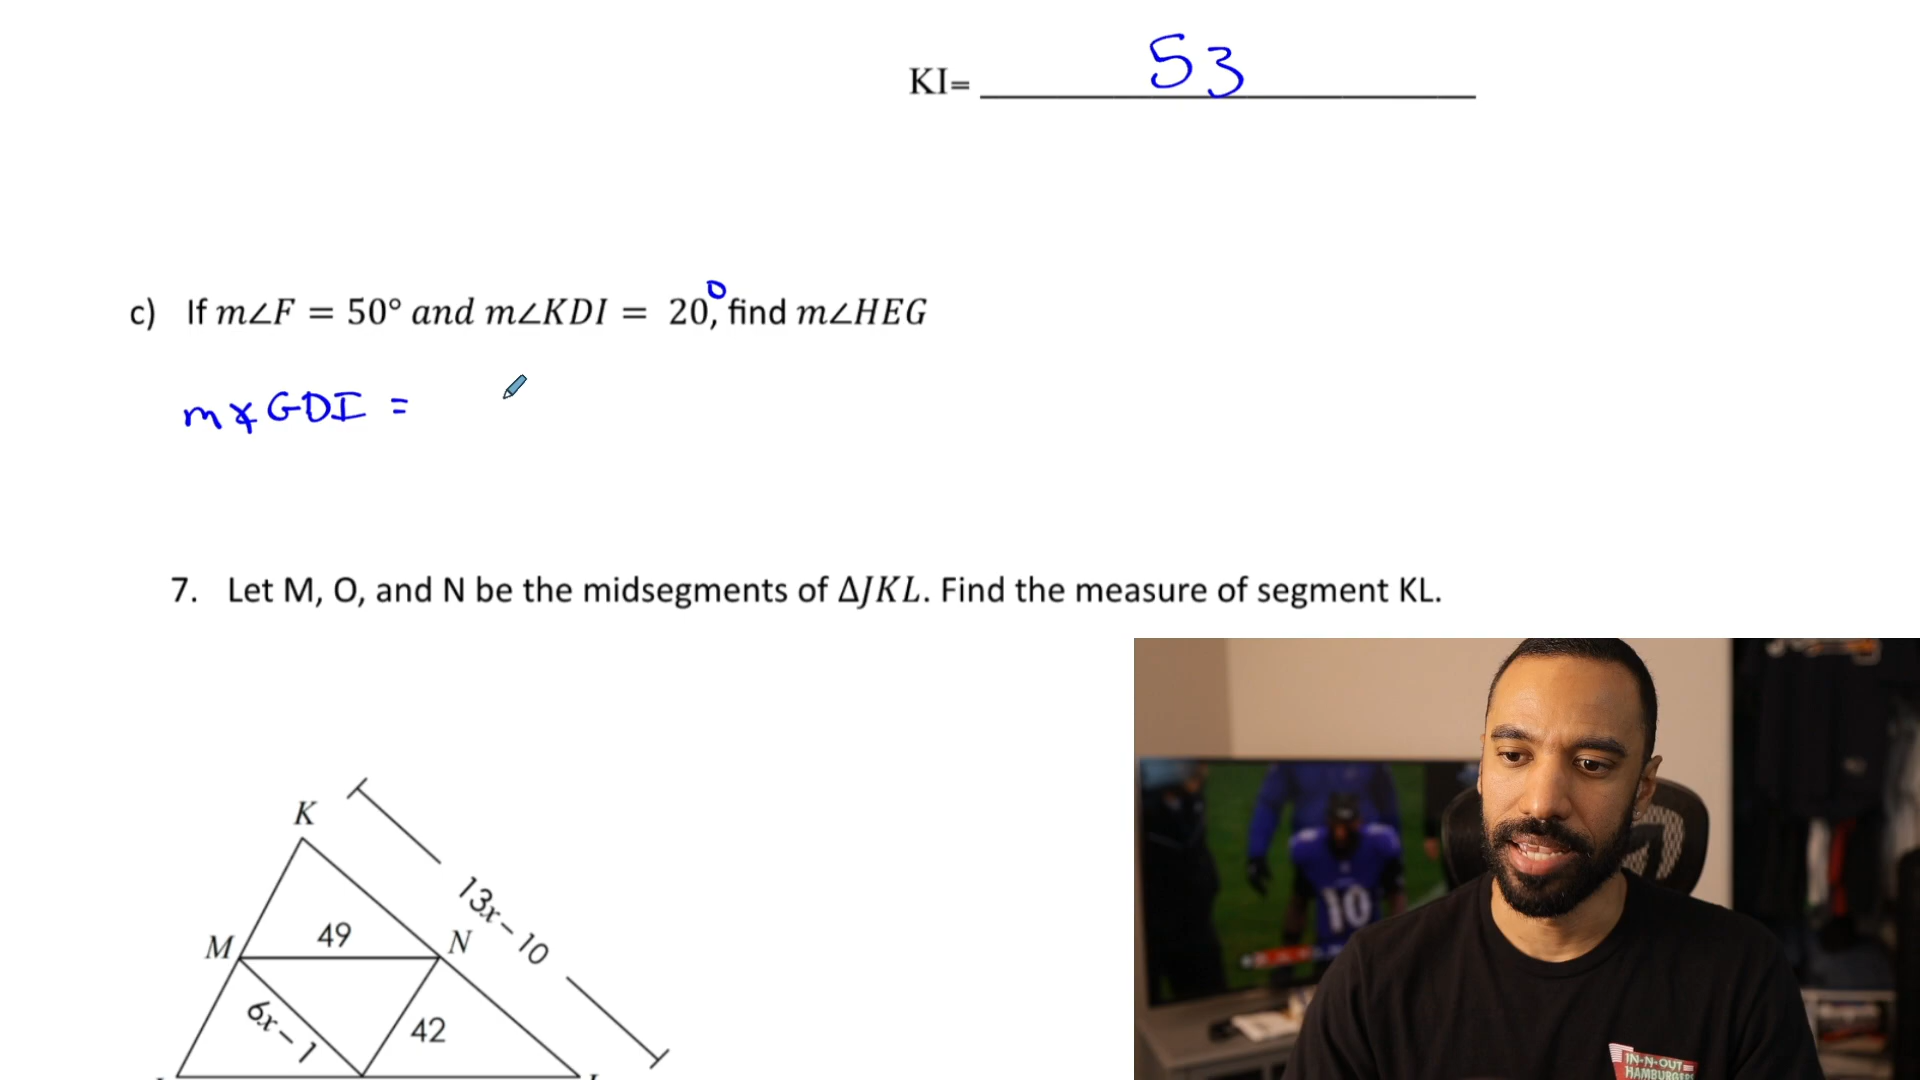 KI= 53
c) If m∠F = 50° and m∠KDI = 20°, find m∠HEG
m∡GDI =
7. Let M, O, and N be the midsegments of ΔJKL. Find the measure of segment KL.
K
13x – 10
M
49
N
6x – 1
42
10
IN-N-OUT
HAMBURGERS